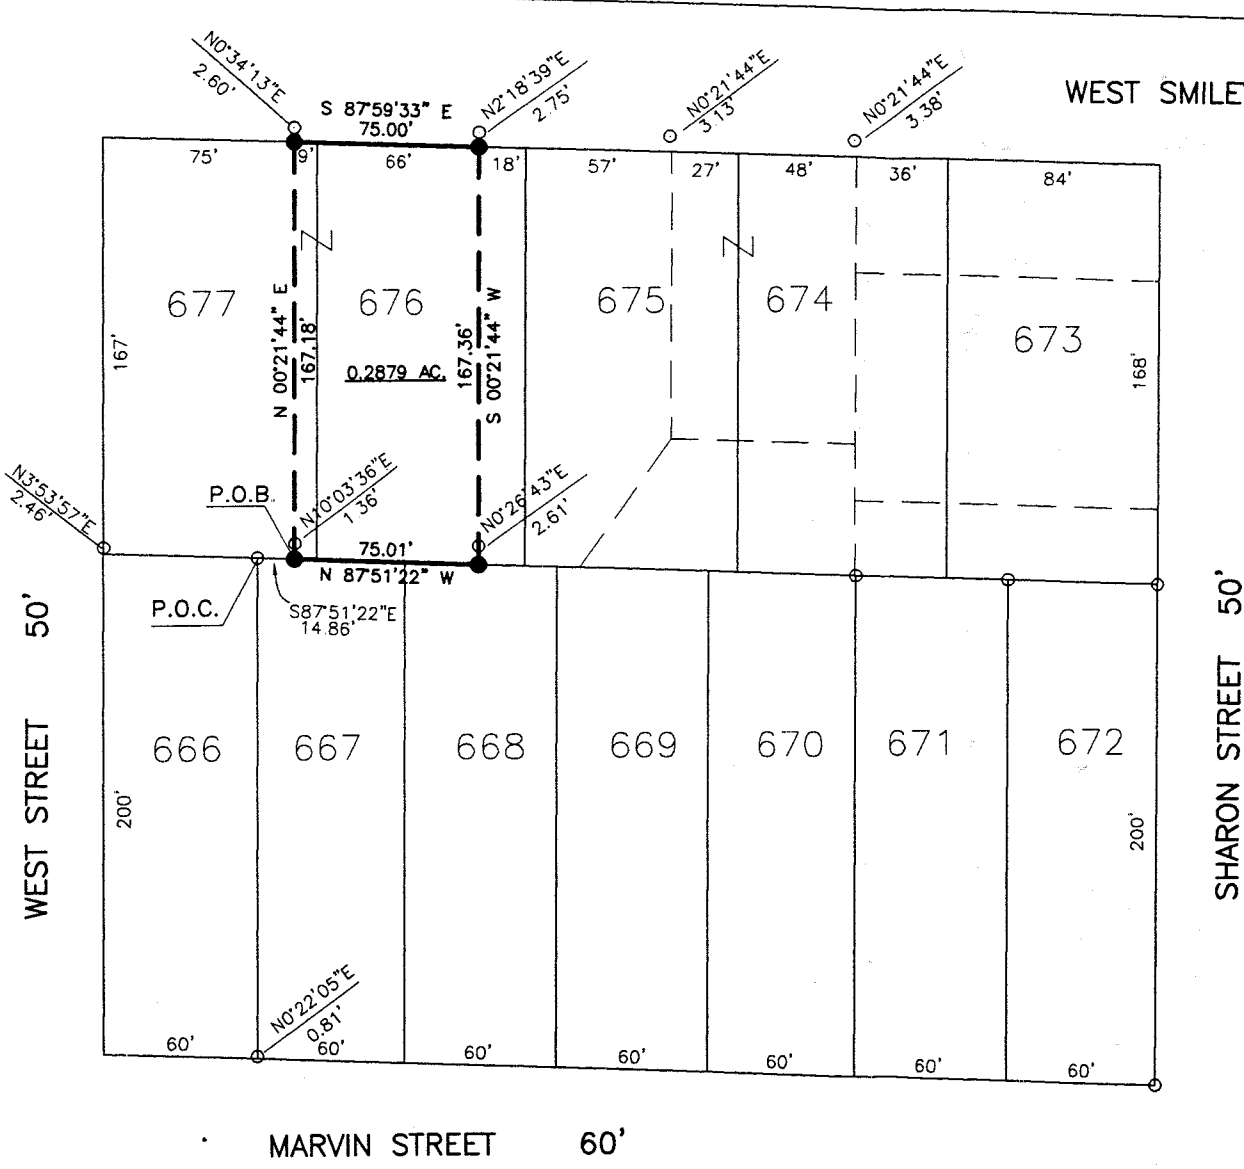 N0°34'13"E
2.60'
S 87°59'33" E
75.00'
N2°18'39"E
2.75'
N0°21'44"E
3.13'
N0°21'44"E
3.38'
WEST SMILEY
75'
9'
66'
18'
57'
27'
48'
36'
84'
677
676
675
674
673
167'
N 00°21'44" E
167.18'
0.2879 AC.
167.36'
S 00°21'44" W
168'
N3°53'57"E
2.46'
P.O.B.
N10°03'36"E
1.36'
N0°26'43"E
2.61'
75.01'
N 87°51'22" W
P.O.C.
S87°51'22"E
14.86'
WEST STREET 50'
SHARON STREET 50'
666
667
668
669
670
671
672
200'
200'
N0°22'05"E
0.81'
60'
60'
60'
60'
60'
60'
60'
MARVIN STREET 60'